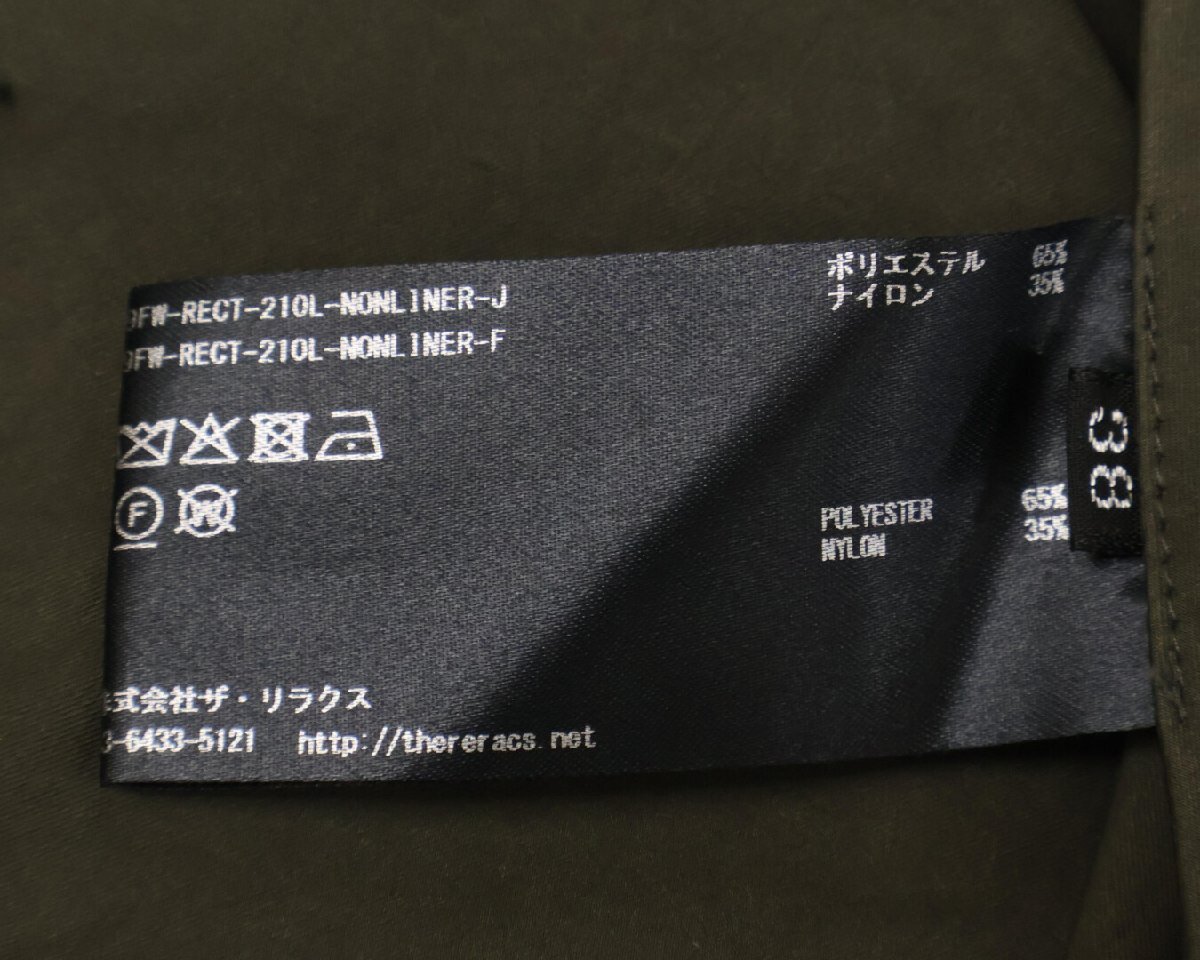 FW-RECT-210L-NONLINER-J
FW-RECT-210L-NONLINER-F
ポリエステル 65%
ナイロン 35%
F
W
POLYESTER 65%
NYLON 35%
38
式会社ザ・リラクス
3-6433-5121 http://thereracs.net